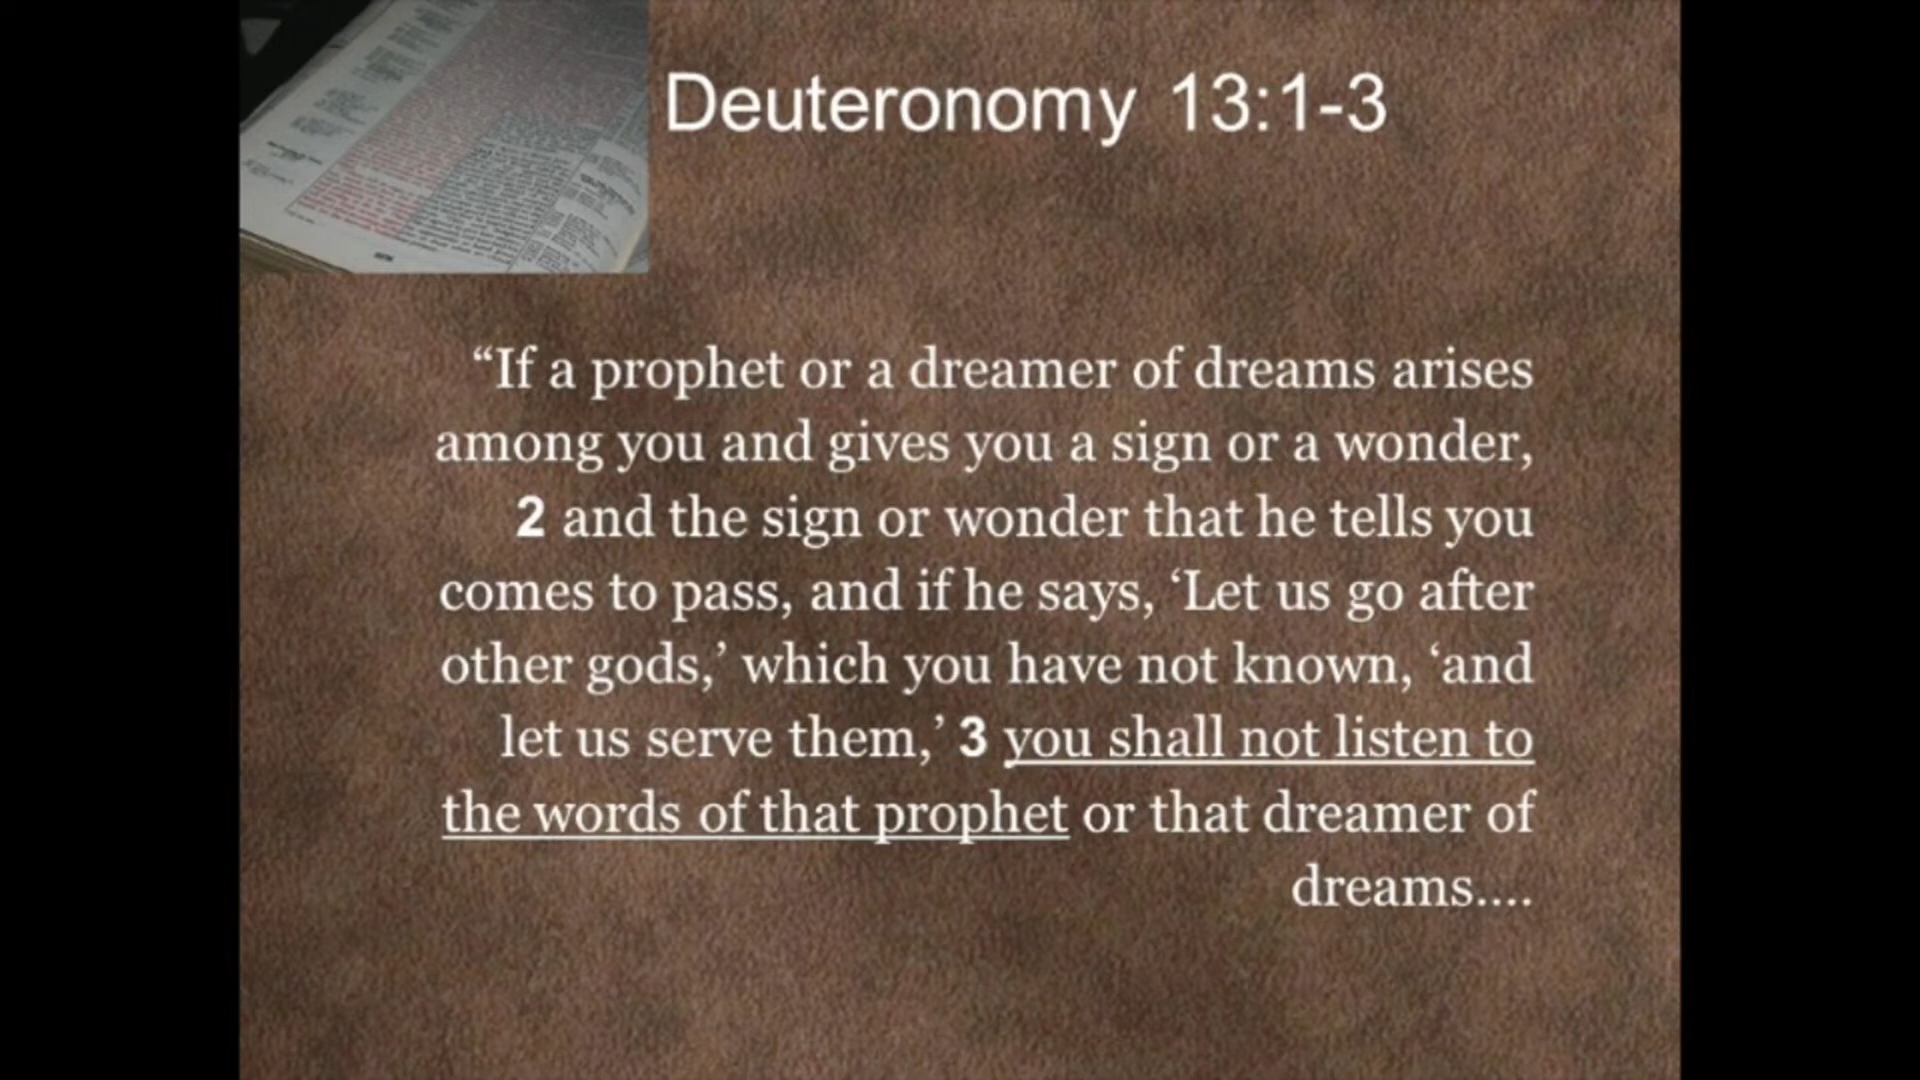 Deuteronomy 13:1-3
“If a prophet or a dreamer of dreams arises
among you and gives you a sign or a wonder,
2 and the sign or wonder that he tells you
comes to pass, and if he says, ‘Let us go after
other gods,’ which you have not known, ‘and
let us serve them,’ 3 you shall not listen to
the words of that prophet or that dreamer of
dreams....